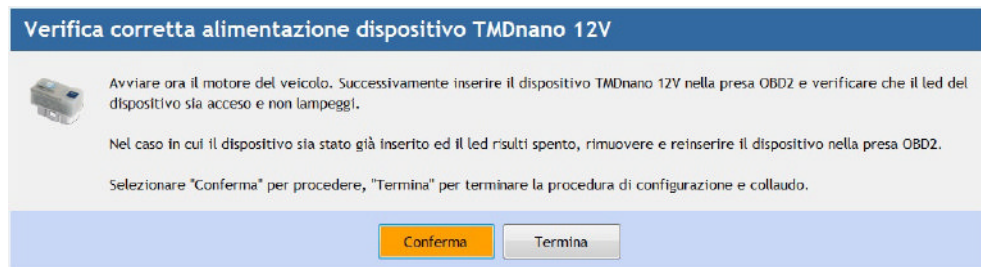 Verifica corretta alimentazione dispositivo TMDnano 12V
Avviare ora il motore del veicolo. Successivamente inserire il dispositivo TMDnano 12V nella presa OBD2 e verificare che il led del
dispositivo sia acceso e non lampeggi.
Nel caso in cui il dispositivo sia stato già inserito ed il led risulti spento, rimuovere e reinserire il dispositivo nella presa OBD2.
Selezionare "Conferma" per procedere, "Termina" per terminare la procedura di configurazione e collaudo.
Conferma
Termina